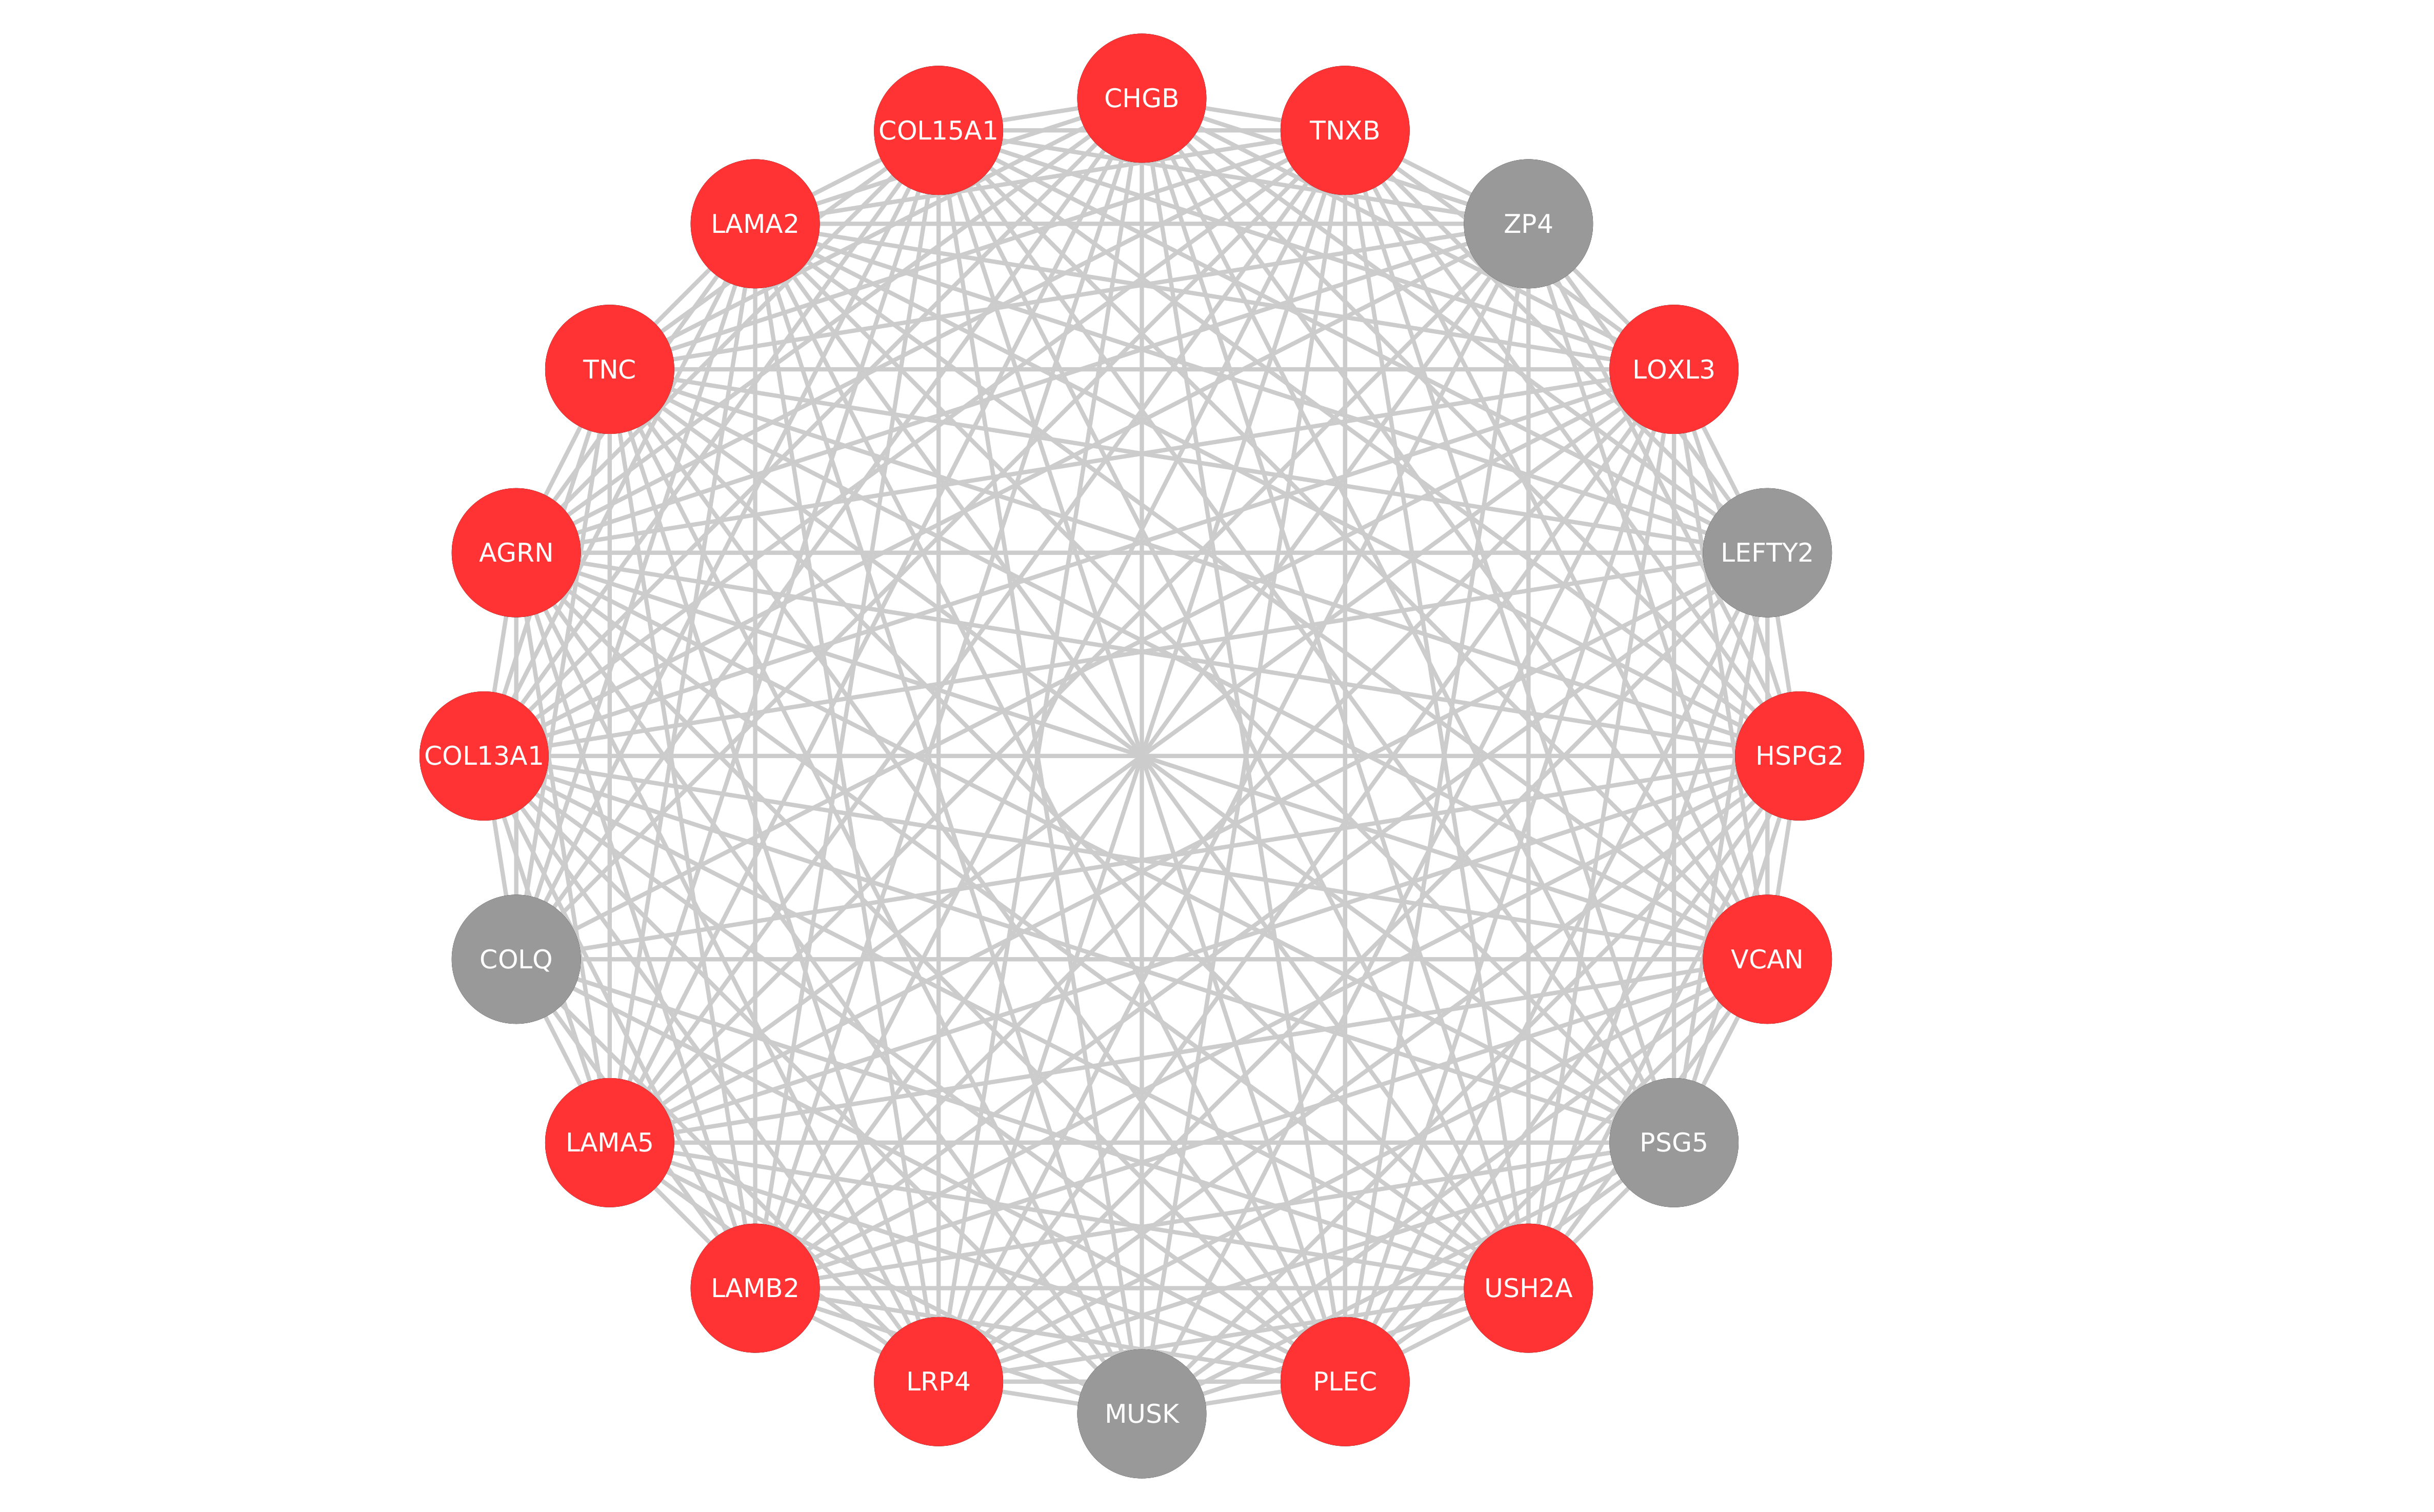 CHGB
COL15A1
TNXB
LAMA2
ZP4
TNC
LOXL3
AGRN
LEFTY2
COL13A1
HSPG2
COLQ
VCAN
LAMA5
PSG5
LAMB2
USH2A
LRP4
PLEC
MUSK